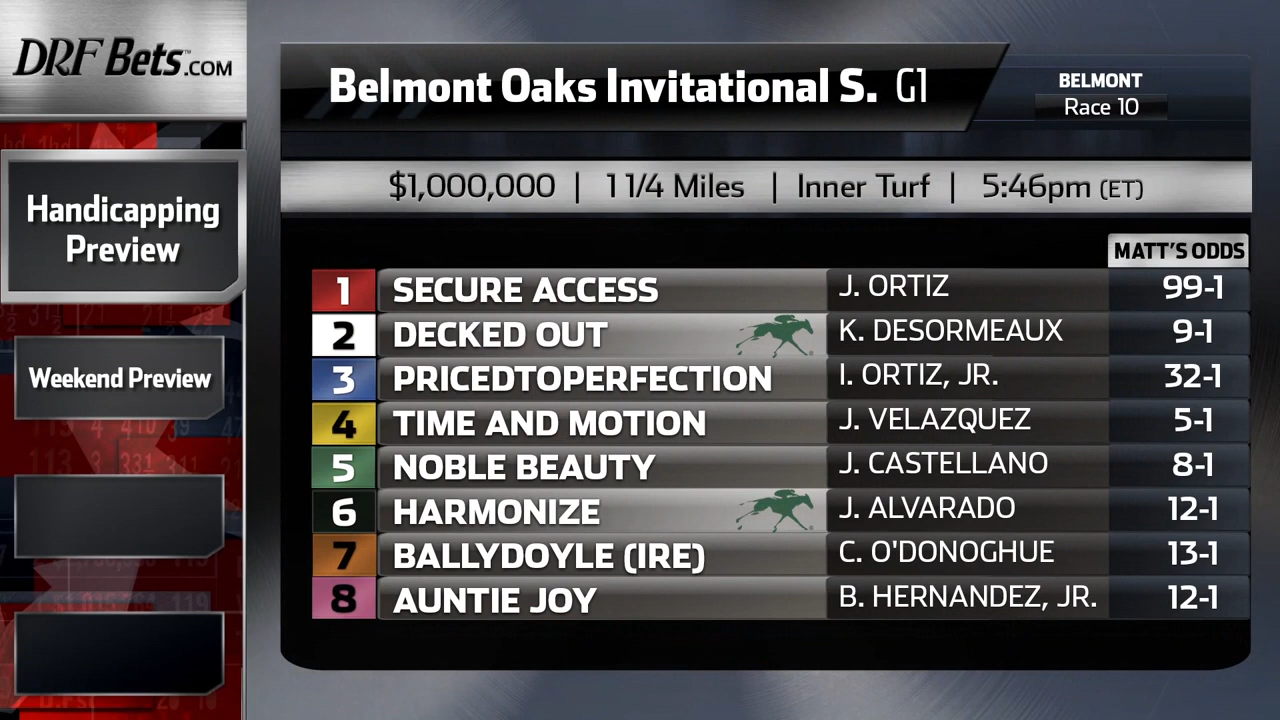 DRF Bets™.COM
Handicapping
Preview
Weekend Preview
Belmont Oaks Invitational S. G1
BELMONT
Race 10
$1,000,000 | 1 1/4 Miles | Inner Turf | 5:46pm (ET)
MATT'S ODDS
1 SECURE ACCESS J. ORTIZ 99-1
2 DECKED OUT K. DESORMEAUX 9-1
3 PRICEDTOPERFECTION I. ORTIZ, JR. 32-1
4 TIME AND MOTION J. VELAZQUEZ 5-1
5 NOBLE BEAUTY J. CASTELLANO 8-1
6 HARMONIZE J. ALVARADO 12-1
7 BALLYDOYLE (IRE) C. O'DONOGHUE 13-1
8 AUNTIE JOY B. HERNANDEZ, JR. 12-1